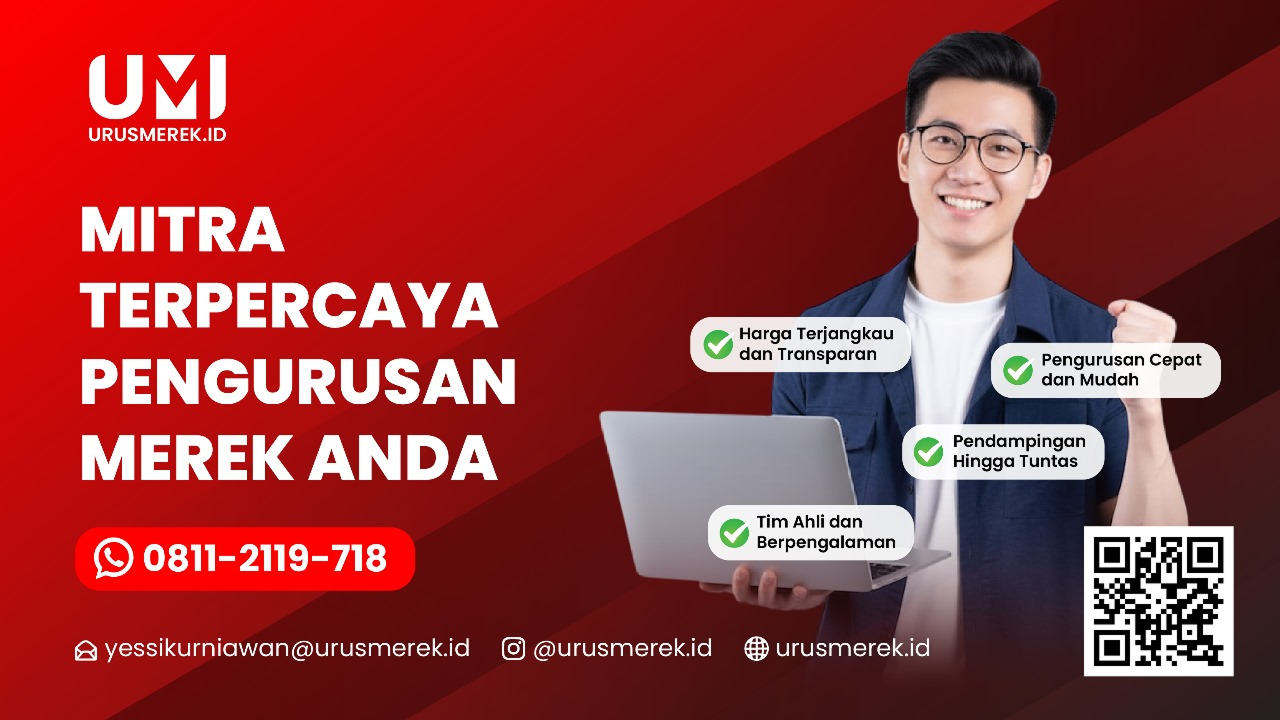 UMI
URUSMEREK.ID
MITRA
TERPERCAYA
PENGURUSAN
MEREK ANDA
0811-2119-718
Harga Terjangkau
dan Transparan
Pengurusan Cepat
dan Mudah
Pendampingan
Hingga Tuntas
Tim Ahli dan
Berpengalaman
yessikurniawan@urusmerek.id
@urusmerek.id
urusmerek.id